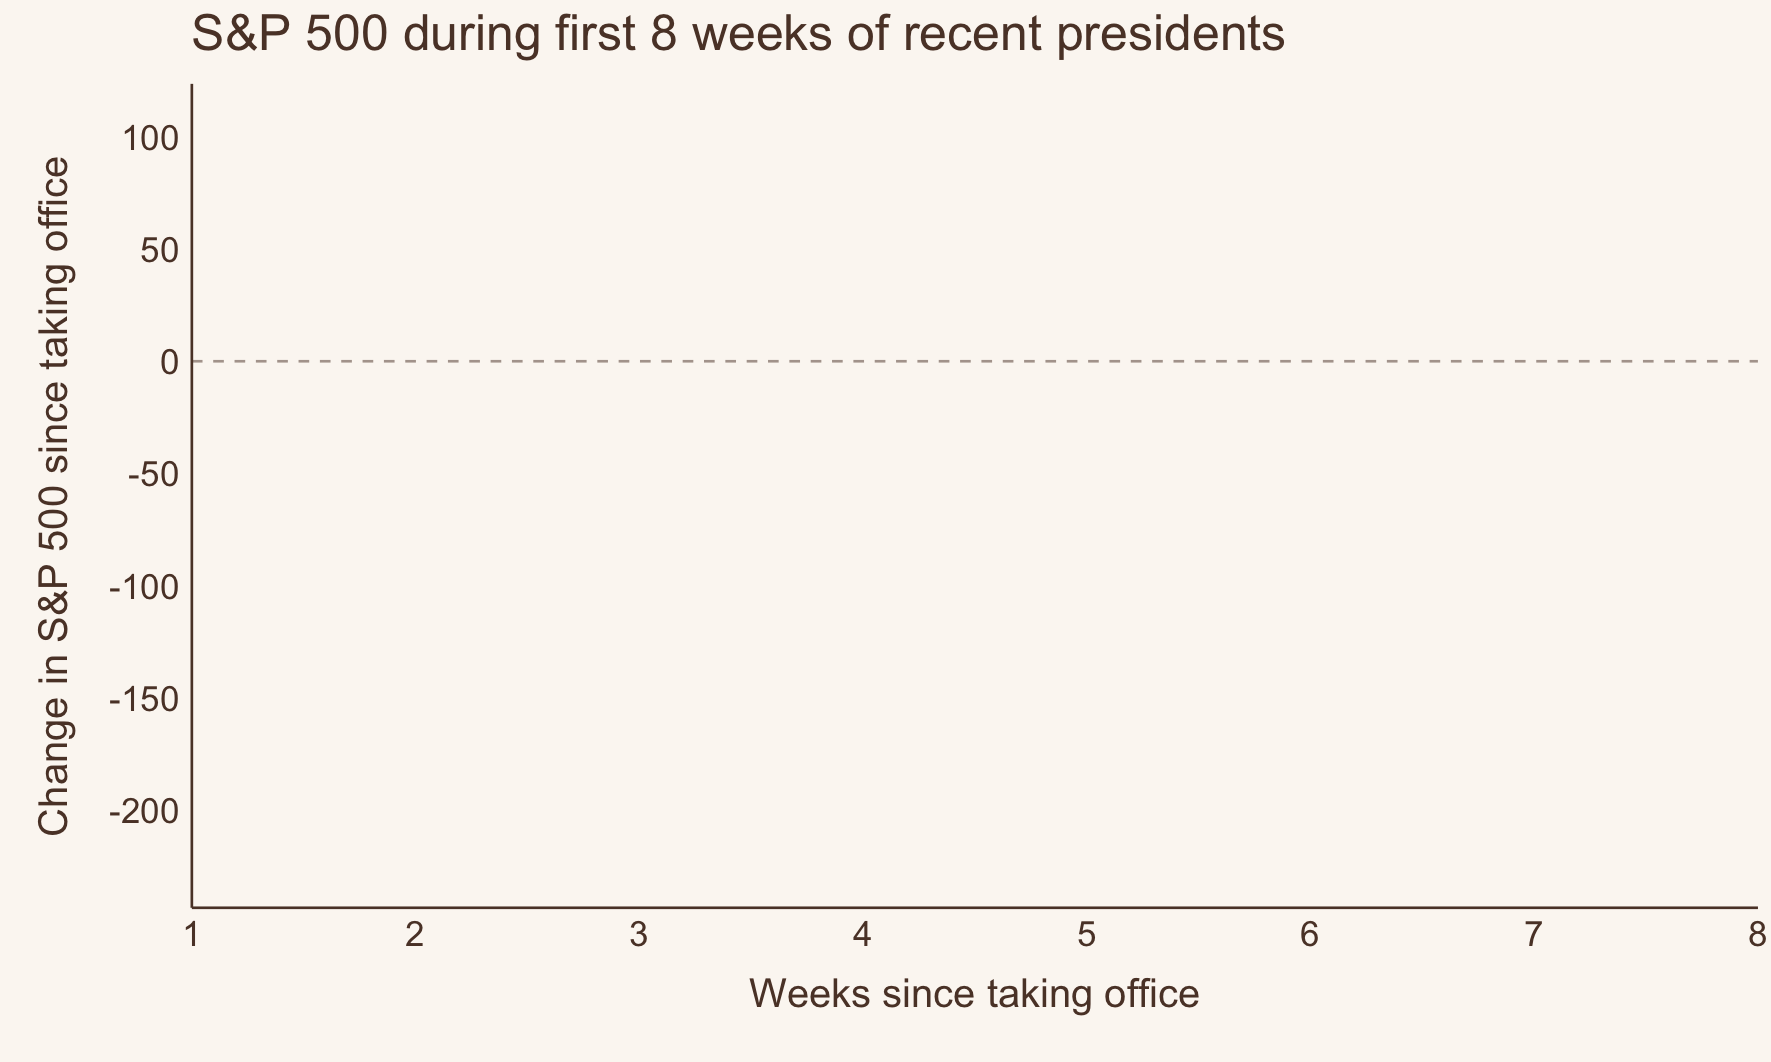 S&P 500 during first 8 weeks of recent presidents
Change in S&P 500 since taking office
100
50
0
-50
-100
-150
-200
1 2 3 4 5 6 7 8
Weeks since taking office